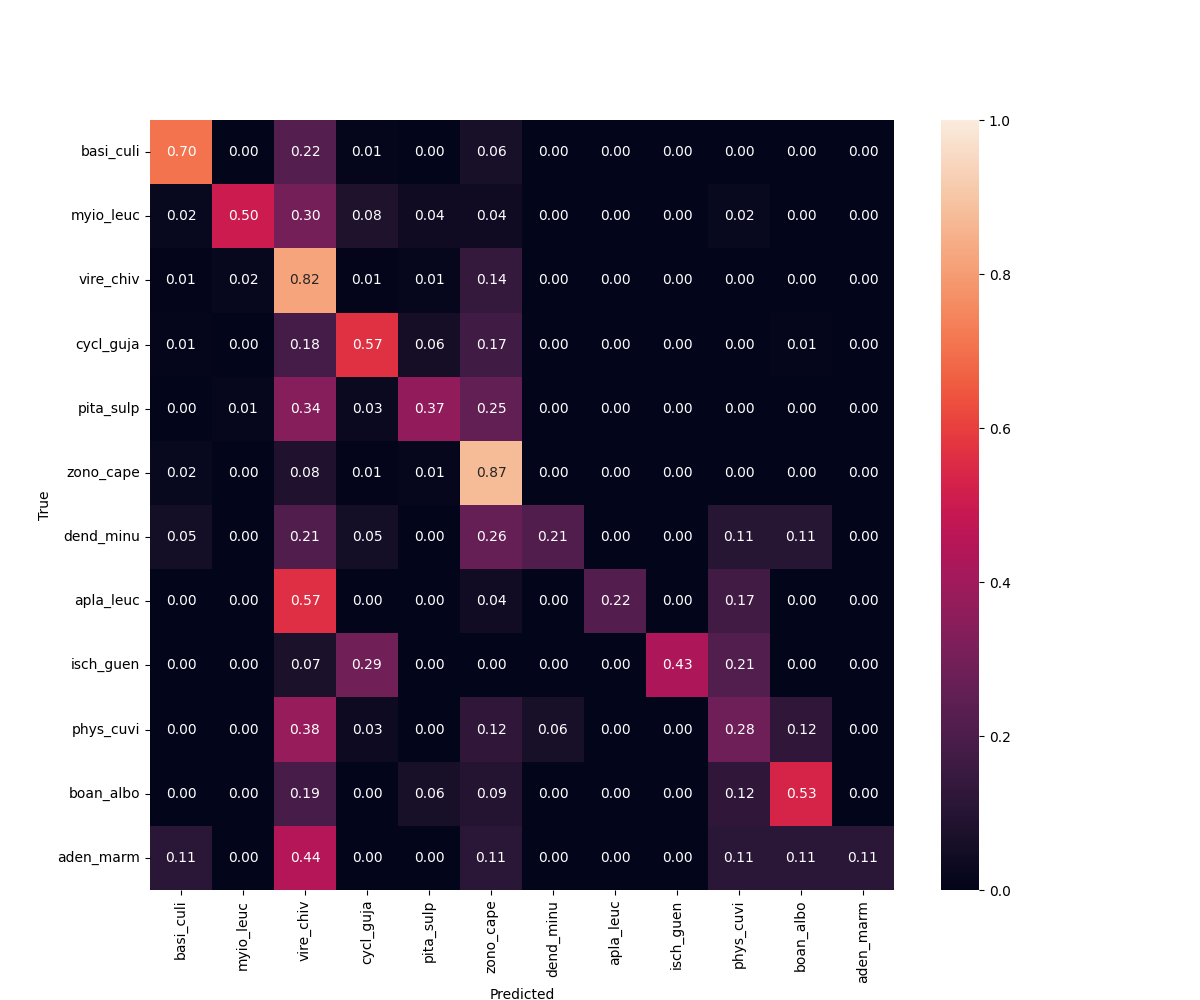 basi_culi 0.70 0.00 0.22 0.01 0.00 0.06 0.00 0.00 0.00 0.00 0.00 0.00
myio_leuc 0.02 0.50 0.30 0.08 0.04 0.04 0.00 0.00 0.00 0.02 0.00 0.00
vire_chiv 0.01 0.02 0.82 0.01 0.01 0.14 0.00 0.00 0.00 0.00 0.00 0.00
cycl_guja 0.01 0.00 0.18 0.57 0.06 0.17 0.00 0.00 0.00 0.00 0.01 0.00
pita_sulp 0.00 0.01 0.34 0.03 0.37 0.25 0.00 0.00 0.00 0.00 0.00 0.00
zono_cape 0.02 0.00 0.08 0.01 0.01 0.87 0.00 0.00 0.00 0.00 0.00 0.00
dend_minu 0.05 0.00 0.21 0.05 0.00 0.26 0.21 0.00 0.00 0.11 0.11 0.00
apla_leuc 0.00 0.00 0.57 0.00 0.00 0.04 0.00 0.22 0.00 0.17 0.00 0.00
isch_guen 0.00 0.00 0.07 0.29 0.00 0.00 0.00 0.00 0.43 0.21 0.00 0.00
phys_cuvi 0.00 0.00 0.38 0.03 0.00 0.12 0.06 0.00 0.00 0.28 0.12 0.00
boan_albo 0.00 0.00 0.19 0.00 0.06 0.09 0.00 0.00 0.00 0.12 0.53 0.00
aden_marm 0.11 0.00 0.44 0.00 0.00 0.11 0.00 0.00 0.00 0.11 0.11 0.11
True
basi_culi myio_leuc vire_chiv cycl_guja pita_sulp zono_cape dend_minu apla_leuc isch_guen phys_cuvi boan_albo aden_marm
Predicted
1.0
0.8
0.6
0.4
0.2
0.0